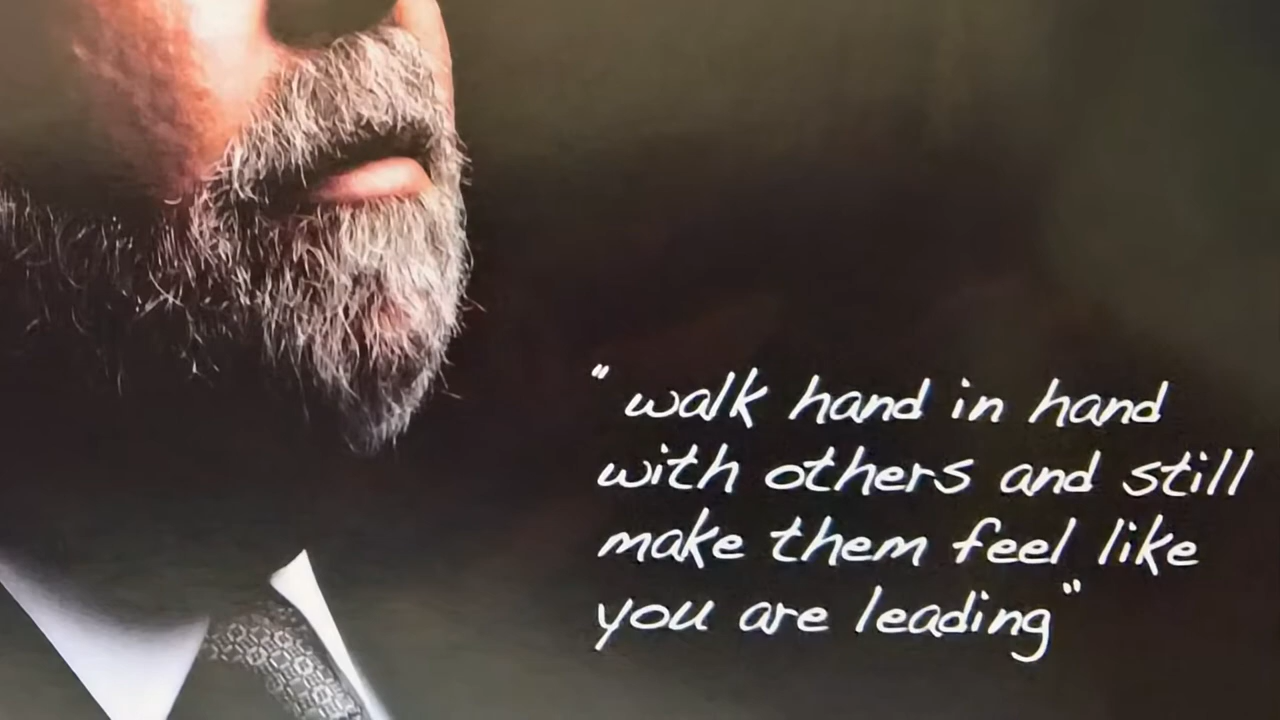 "walk hand in hand
with others and still
make them feel like
you are leading"